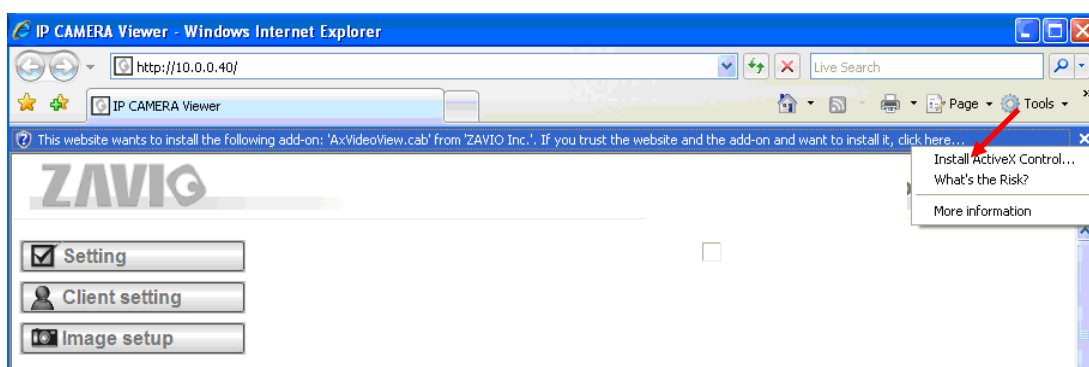 IP CAMERA Viewer - Windows Internet Explorer
http://10.0.0.40/
Live Search
IP CAMERA Viewer
Page
Tools
»
This website wants to install the following add-on: 'AxVideoView.cab' from 'ZAVIO Inc.'. If you trust the website and the add-on and want to install it, click here...
Install ActiveX Control...
What's the Risk?
More information
ZAVIO
Setting
Client setting
Image setup